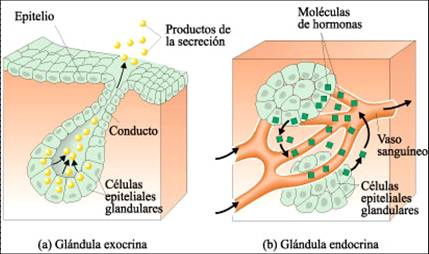 Epitelio
Productos
de la
secreción
Conducto
Células
epiteliales
glandulares
(a) Glándula exocrina
Moléculas
de hormonas
Vaso
sanguíneo
Células
epiteliales
glandulares
(b) Glándula endocrina